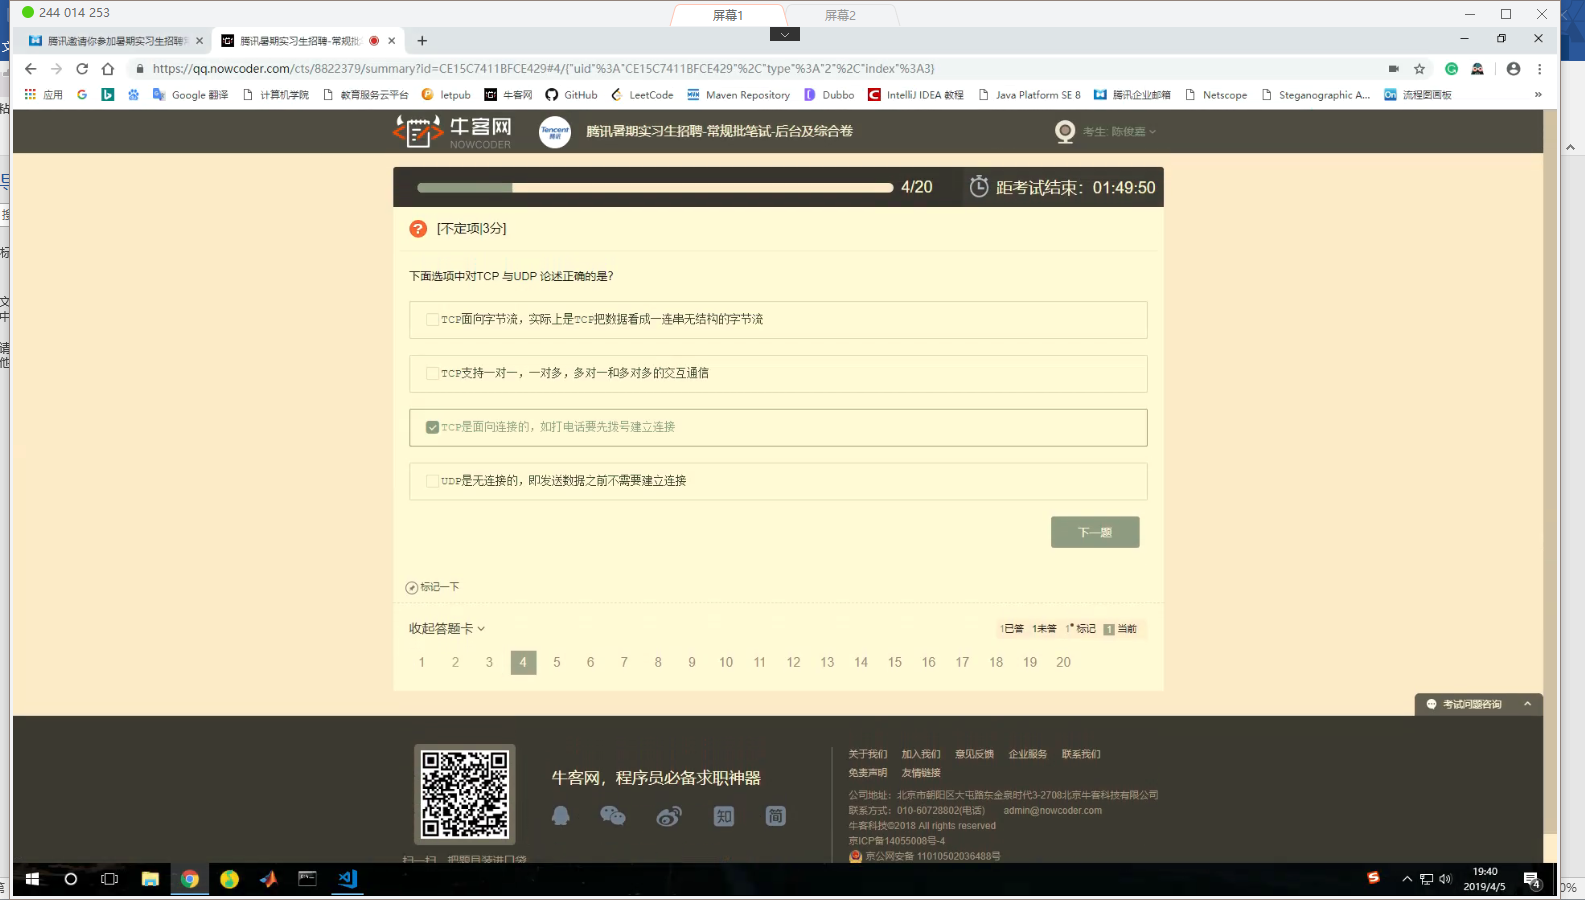 244 014 253
屏幕1
屏幕2
腾讯邀请你参加暑期实习生招聘
腾讯暑期实习生招聘-常规批
https://qq.nowcoder.com/cts/8822379/summary?id=CE15C7411BFCE429#4/{"uid"%3A"CE15C7411BFCE429"%2C"type"%3A"2"%2C"index"%3A3}
应用
Google 翻译
计算机学院
教育服务云平台
letpub
牛客网
GitHub
LeetCode
Maven Repository
Dubbo
IntelliJ IDEA 教程
Java Platform SE 8
腾讯企业邮箱
Netscope
Steganographic A...
流程图画板
牛客网
NOWCODER
Tencent
腾讯
腾讯暑期实习生招聘-常规批笔试-后台及综合卷
考生: 陈俊嘉
4/20
距考试结束: 01:49:50
[不定项|3分]
下面选项中对TCP 与UDP 论述正确的是?
TCP面向字节流，实际上是TCP把数据看成一连串无结构的字节流
TCP支持一对一，一对多，多对一和多对多的交互通信
TCP是面向连接的，如打电话要先拨号建立连接
UDP是无连接的，即发送数据之前不需要建立连接
下一题
标记一下
收起答题卡
1已答 1未答 1标记 1当前
1 2 3 4 5 6 7 8 9 10 11 12 13 14 15 16 17 18 19 20
考试问题咨询
牛客网，程序员必备求职神器
知
简
扫一扫，把题目装进口袋
关于我们 加入我们 意见反馈 企业服务 联系我们
免责声明 友情链接
公司地址：北京市朝阳区大屯路东金泉时代3-2708北京牛客科技有限公司
联系方式：010-60728802(电话) admin@nowcoder.com
牛客科技©2018 All rights reserved
京ICP备14055008号-4
京公网安备 11010502036488号
19:40
2019/4/5
4
0%